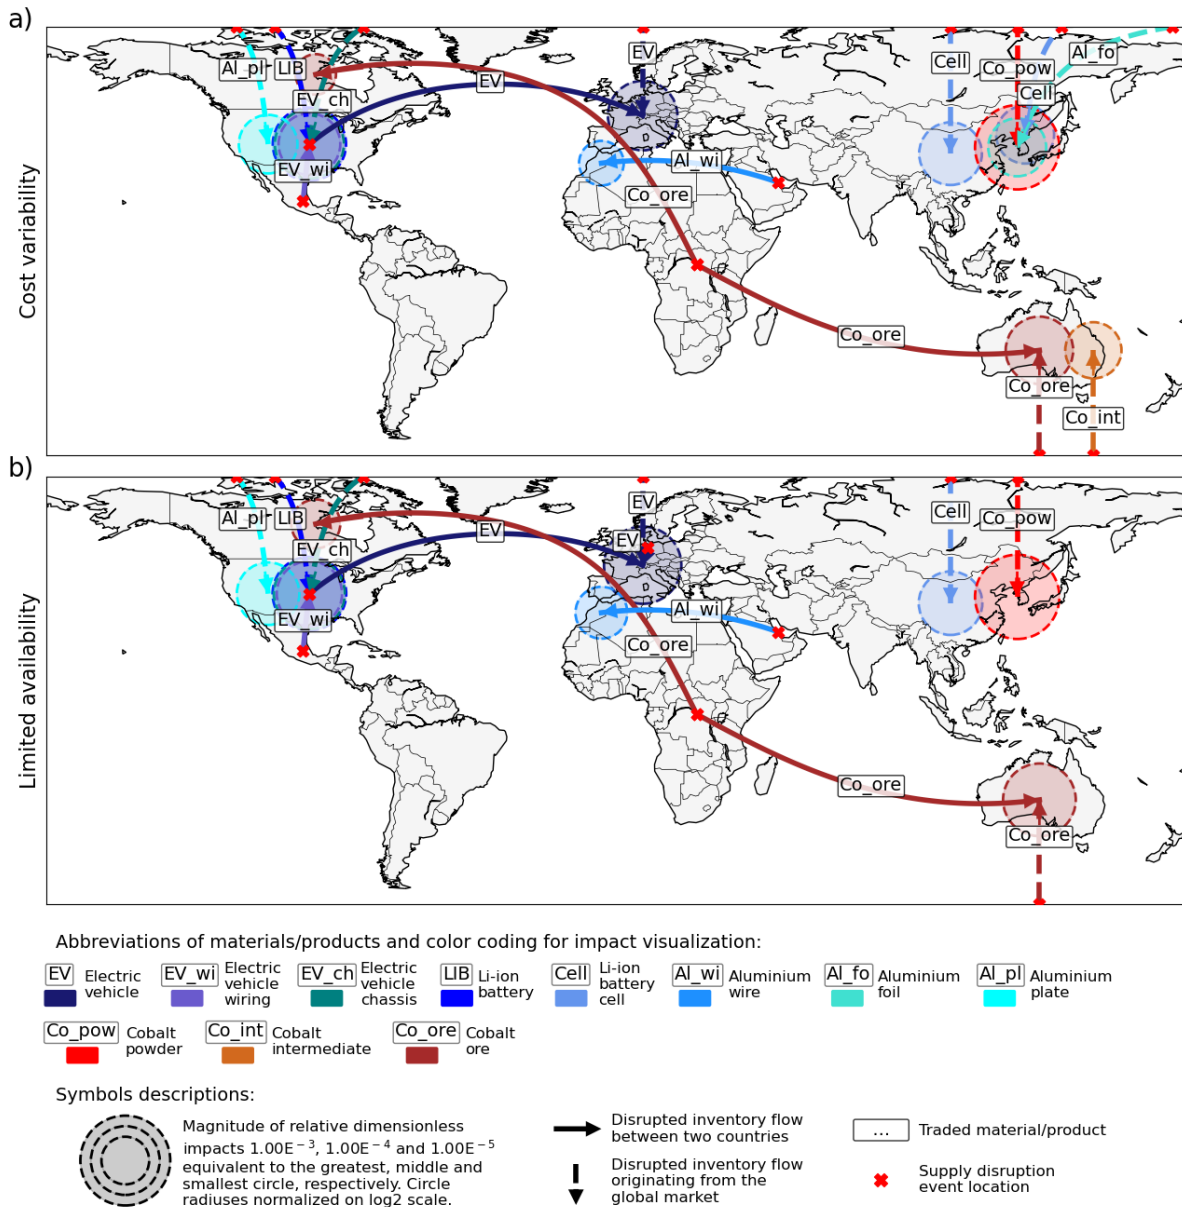 a)
Cost variability
Al_pl
LIB
EV_ch
EV_wi
EV
EV
Al_wi
Co_ore
Cell
Co_pow
Al_fo
Cell
Co_ore
Co_ore
Co_int
b)
Limited availability
Al_pl
LIB
EV_ch
EV_wi
EV
EV
EV
Al_wi
Co_ore
Cell
Co_pow
Co_ore
Co_ore
Abbreviations of materials/products and color coding for impact visualization:
EV Electric vehicle
EV_wi Electric vehicle wiring
EV_ch Electric vehicle chassis
LIB Li-ion battery
Cell Li-ion battery cell
Al_wi Aluminium wire
Al_fo Aluminium foil
Al_pl Aluminium plate
Co_pow Cobalt powder
Co_int Cobalt intermediate
Co_ore Cobalt ore
Symbols descriptions:
Magnitude of relative dimensionless
impacts 1.00E⁻³, 1.00E⁻⁴ and 1.00E⁻⁵
equivalent to the greatest, middle and
smallest circle, respectively. Circle
radiuses normalized on log2 scale.
Disrupted inventory flow
between two countries
Disrupted inventory flow
originating from the
global market
... Traded material/product
Supply disruption
event location